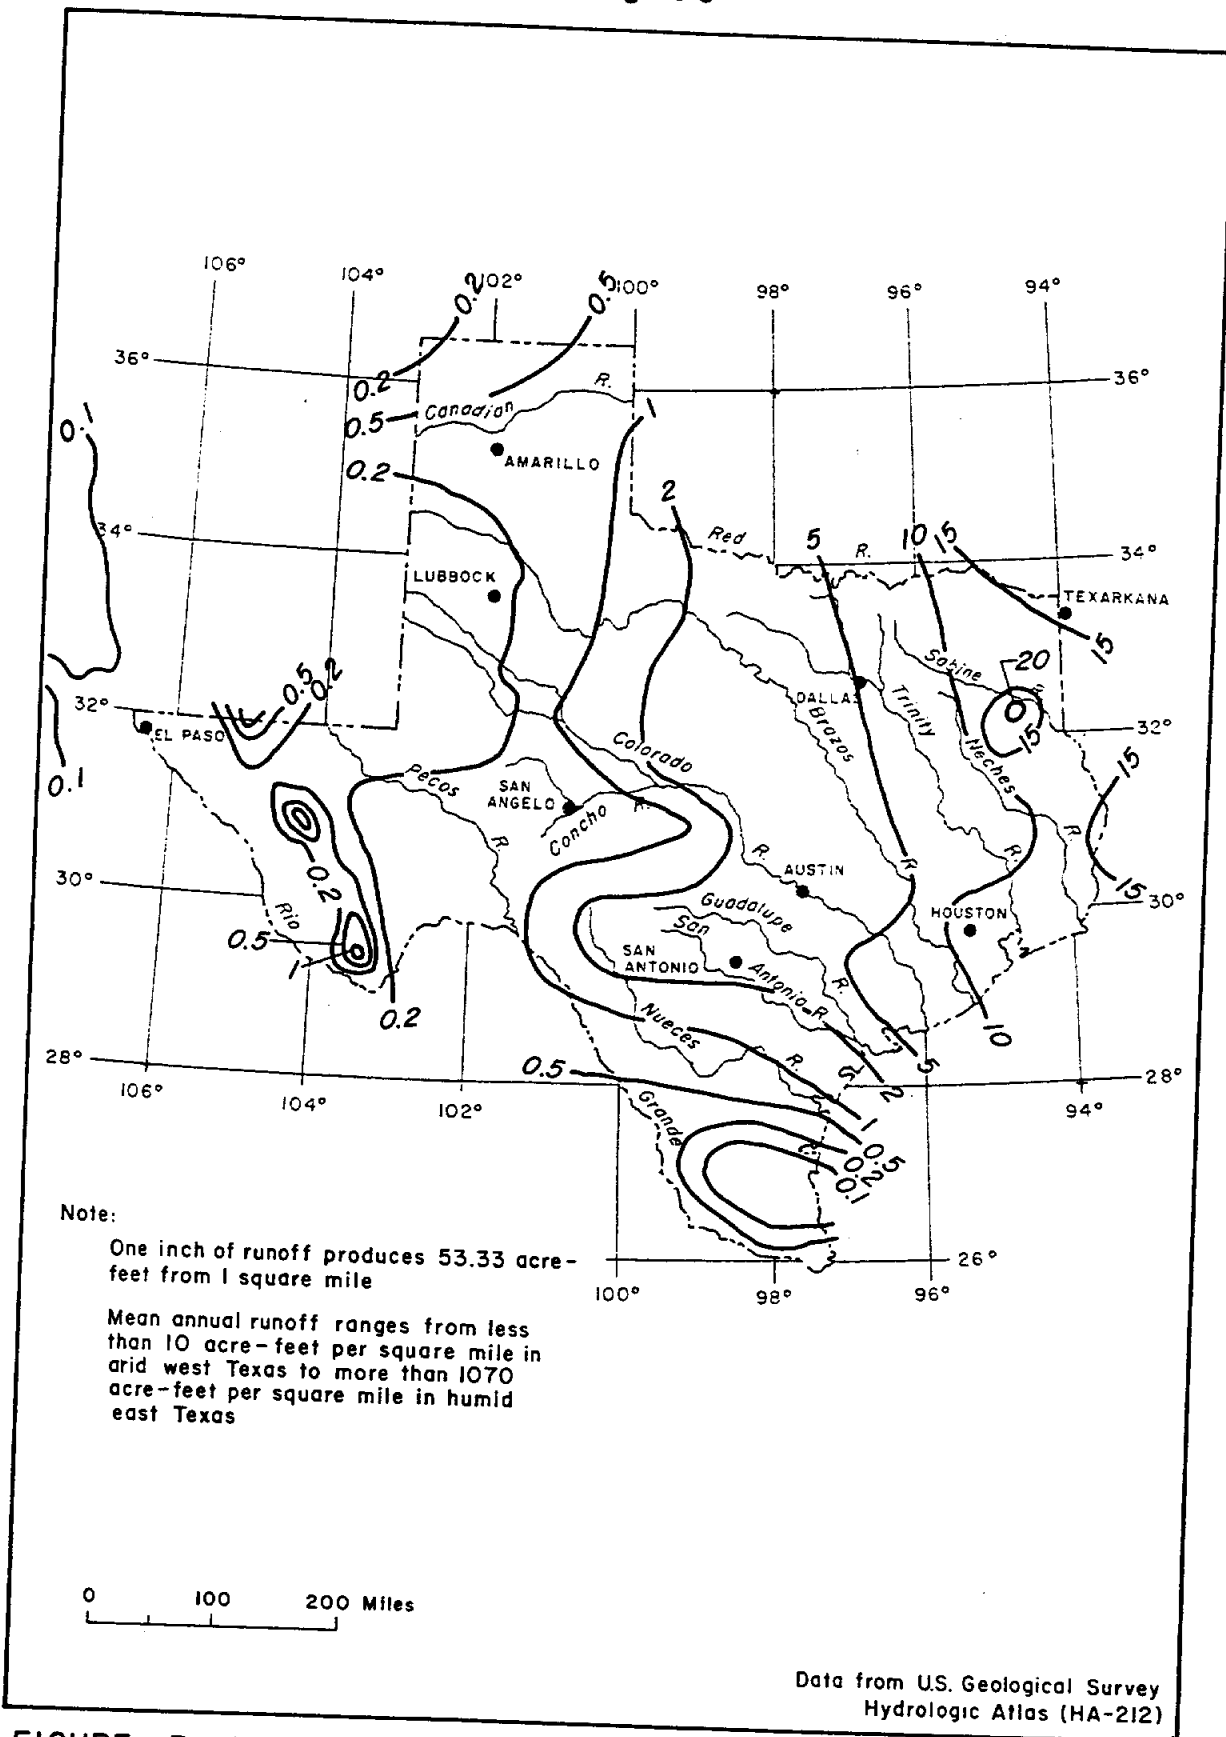 106°
104°
0.2
102°
0.5
100°
98°
96°
94°
36°
0.2
36°
0.5
Canadian
R.
1
0.1
AMARILLO
0.2
2
34°
Red
5
R.
10
15
34°
LUBBOCK
TEXARKANA
15
Sabine
20
R.
0.5
0.2
32°
32°
EL PASO
DALLAS
Trinity
Brazos
Neches
15
15
Colorado
0.1
Pecos
SAN
ANGELO
Concho
R.
R.
R.
R.
R.
R.
AUSTIN
0.2
30°
15
30°
Rio
Guadalupe
HOUSTON
San
0.5
SAN
ANTONIO
Antonio R.
1
R.
0.2
Nueces
10
28°
0.5
R.
5
2
28°
106°
104°
102°
Grande
1
94°
0.5
0.2
0.1
26°
100°
98°
96°
Note:
One inch of runoff produces 53.33 acre-
feet from 1 square mile
Mean annual runoff ranges from less
than 10 acre-feet per square mile in
arid west Texas to more than 1070
acre-feet per square mile in humid
east Texas
0 100 200 Miles
Data from U.S. Geological Survey
Hydrologic Atlas (HA-212)